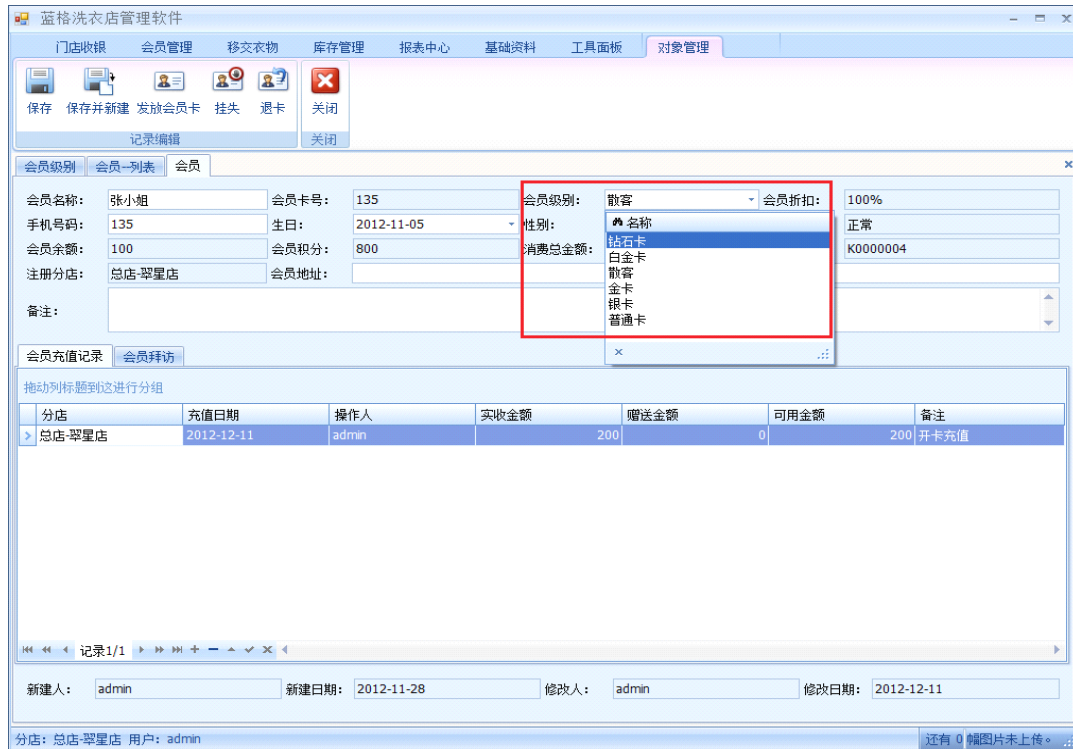 蓝格洗衣店管理软件
门店收银 会员管理 移交衣物 库存管理 报表中心 基础资料 工具面板 对象管理
保存 保存并新建 发放会员卡 挂失 退卡 关闭
记录编辑 关闭
会员级别 会员--列表 会员
会员名称: 张小姐 会员卡号: 135 会员级别: 散客 会员折扣: 100%
手机号码: 135 生日: 2012-11-05 性别: 名称 正常
会员余额: 100 会员积分: 800 消费总金额: 钻石卡 K0000004
白金卡
注册分店: 总店-翠星店 会员地址: 散客
金卡
银卡
备注: 普通卡
会员充值记录 会员拜访
拖动列标题到这进行分组
分店 充值日期 操作人 实收金额 赠送金额 可用金额 备注
总店-翠星店 2012-12-11 admin 200 0 200 开卡充值
记录1/1
新建人: admin 新建日期: 2012-11-28 修改人: admin 修改日期: 2012-12-11
分店: 总店-翠星店 用户: admin 还有 0 幅图片未上传。